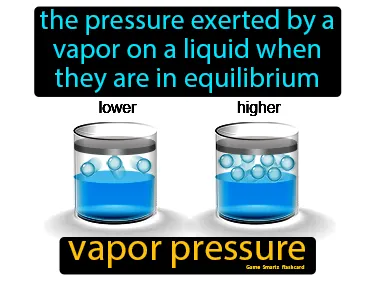 the pressure exerted by a
vapor on a liquid when
they are in equilibrium
lower higher
vapor pressure
Game Smartz flashcard